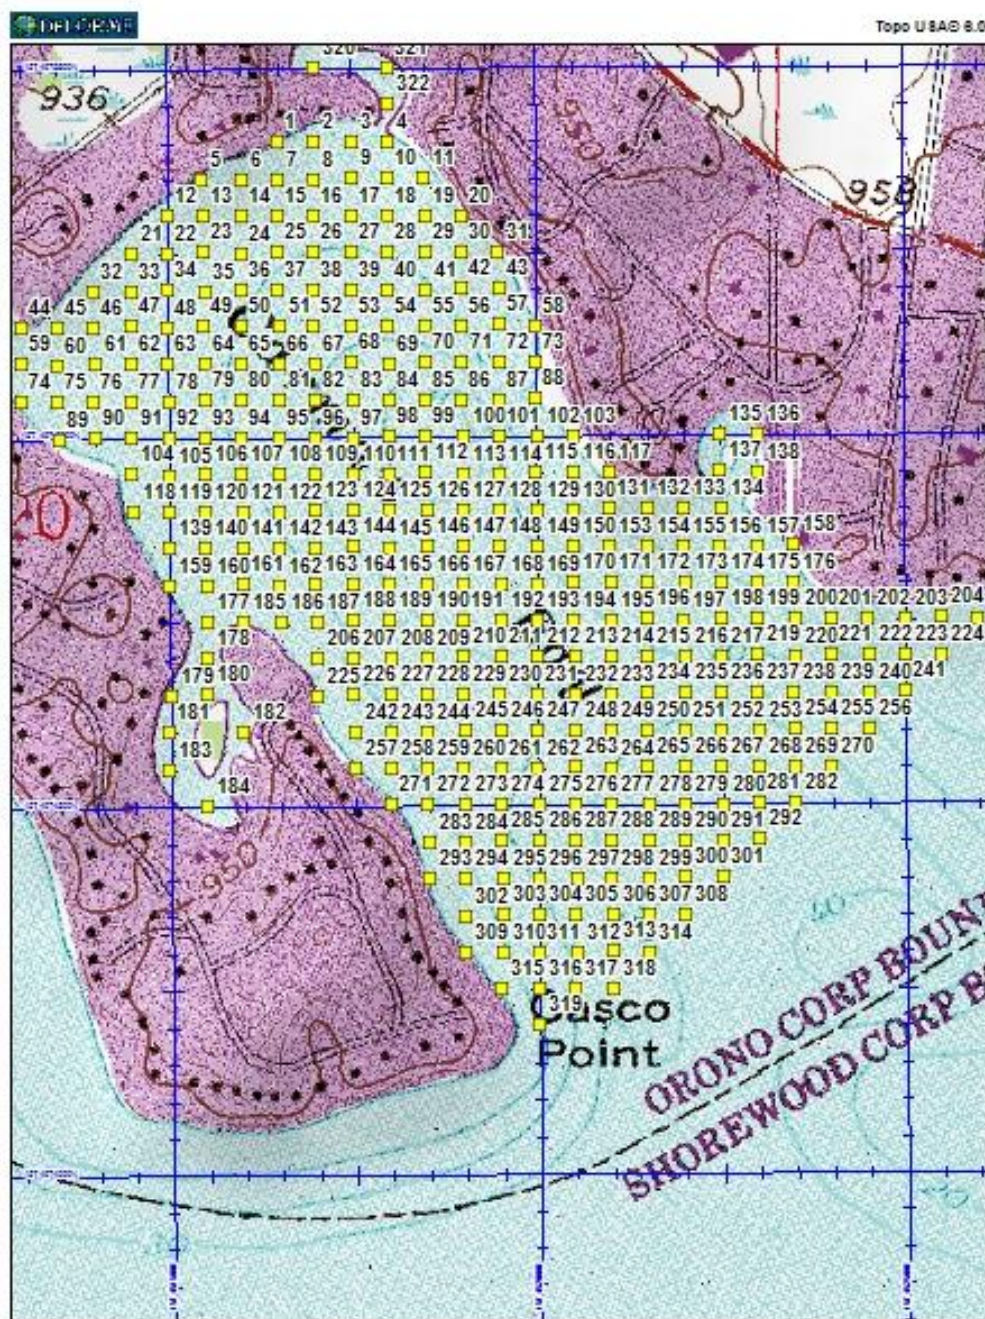 DELORME
Topo USA® 6.0
320 321
936
322
1 2 3 4
950
5 6 7 8 9 10 11
12 13 14 15 16 17 18 19 20
958
21 22 23 24 25 26 27 28 29 30 31
32 33 34 35 36 37 38 39 40 41 42 43
44 45 46 47 48 49 50 51 52 53 54 55 56 57 58
59 60 61 62 63 64 65 66 67 68 69 70 71 72 73
74 75 76 77 78 79 80 81 82 83 84 85 86 87 88
89 90 91 92 93 94 95 96 97 98 99 100 101 102 103 135 136
104 105 106 107 108 109 110 111 112 113 114 115 116 117 137 138
118 119 120 121 122 123 124 125 126 127 128 129 130 131 132 133 134
0
139 140 141 142 143 144 145 146 147 148 149 150 153 154 155 156 157 158
159 160 161 162 163 164 165 166 167 168 169 170 171 172 173 174 175 176
177 185 186 187 188 189 190 191 192 193 194 195 196 197 198 199 200 201 202 203 204
178 206 207 208 209 210 211 212 213 214 215 216 217 219 220 221 222 223 224
179 180 225 226 227 228 229 230 231 232 233 234 235 236 237 238 239 240 241
181 182 242 243 244 245 246 247 248 249 250 251 252 253 254 255 256
183 257 258 259 260 261 262 263 264 265 266 267 268 269 270
184 271 272 273 274 275 276 277 278 279 280 281 282
283 284 285 286 287 288 289 290 291 292
950
293 294 295 296 297 298 299 300 301
302 303 304 305 306 307 308
309 310 311 312 313 314
315 316 317 318
319
Casco
Point
ORONO CORP BOUN
SHOREWOOD CORP B